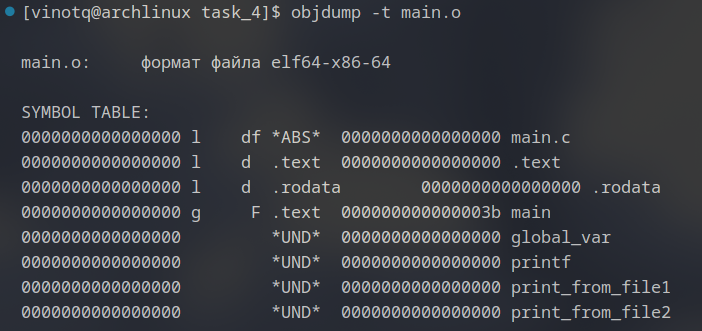 [vinotq@archlinux task_4]$ objdump -t main.o
main.o:     формат файла elf64-x86-64
SYMBOL TABLE:
0000000000000000 l    df *ABS*  0000000000000000 main.c
0000000000000000 l    d  .text  0000000000000000 .text
0000000000000000 l    d  .rodata        0000000000000000 .rodata
0000000000000000 g     F .text  000000000000003b main
0000000000000000         *UND*  0000000000000000 global_var
0000000000000000         *UND*  0000000000000000 printf
0000000000000000         *UND*  0000000000000000 print_from_file1
0000000000000000         *UND*  0000000000000000 print_from_file2